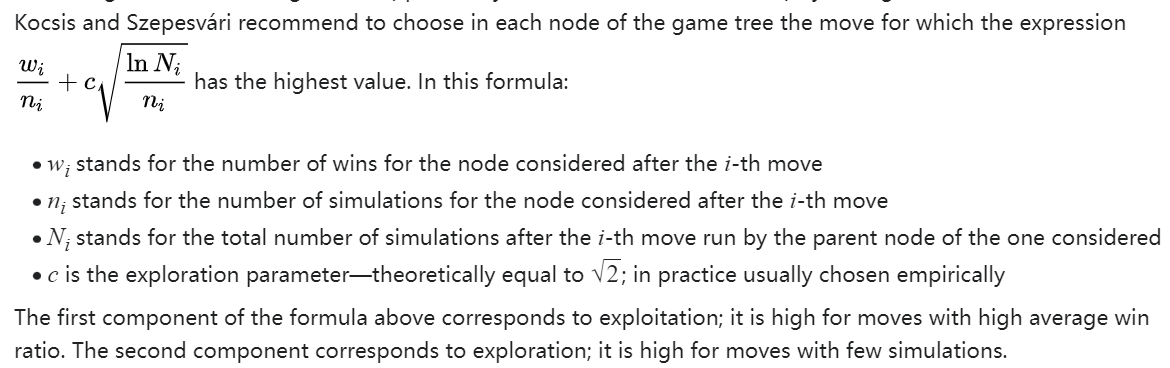 Kocsis and Szepesvári recommend to choose in each node of the game tree the move for which the expression
w_i/n_i + c√(ln N_i / n_i) has the highest value. In this formula:
• w_i stands for the number of wins for the node considered after the i-th move
• n_i stands for the number of simulations for the node considered after the i-th move
• N_i stands for the total number of simulations after the i-th move run by the parent node of the one considered
• c is the exploration parameter—theoretically equal to √2; in practice usually chosen empirically
The first component of the formula above corresponds to exploitation; it is high for moves with high average win
ratio. The second component corresponds to exploration; it is high for moves with few simulations.